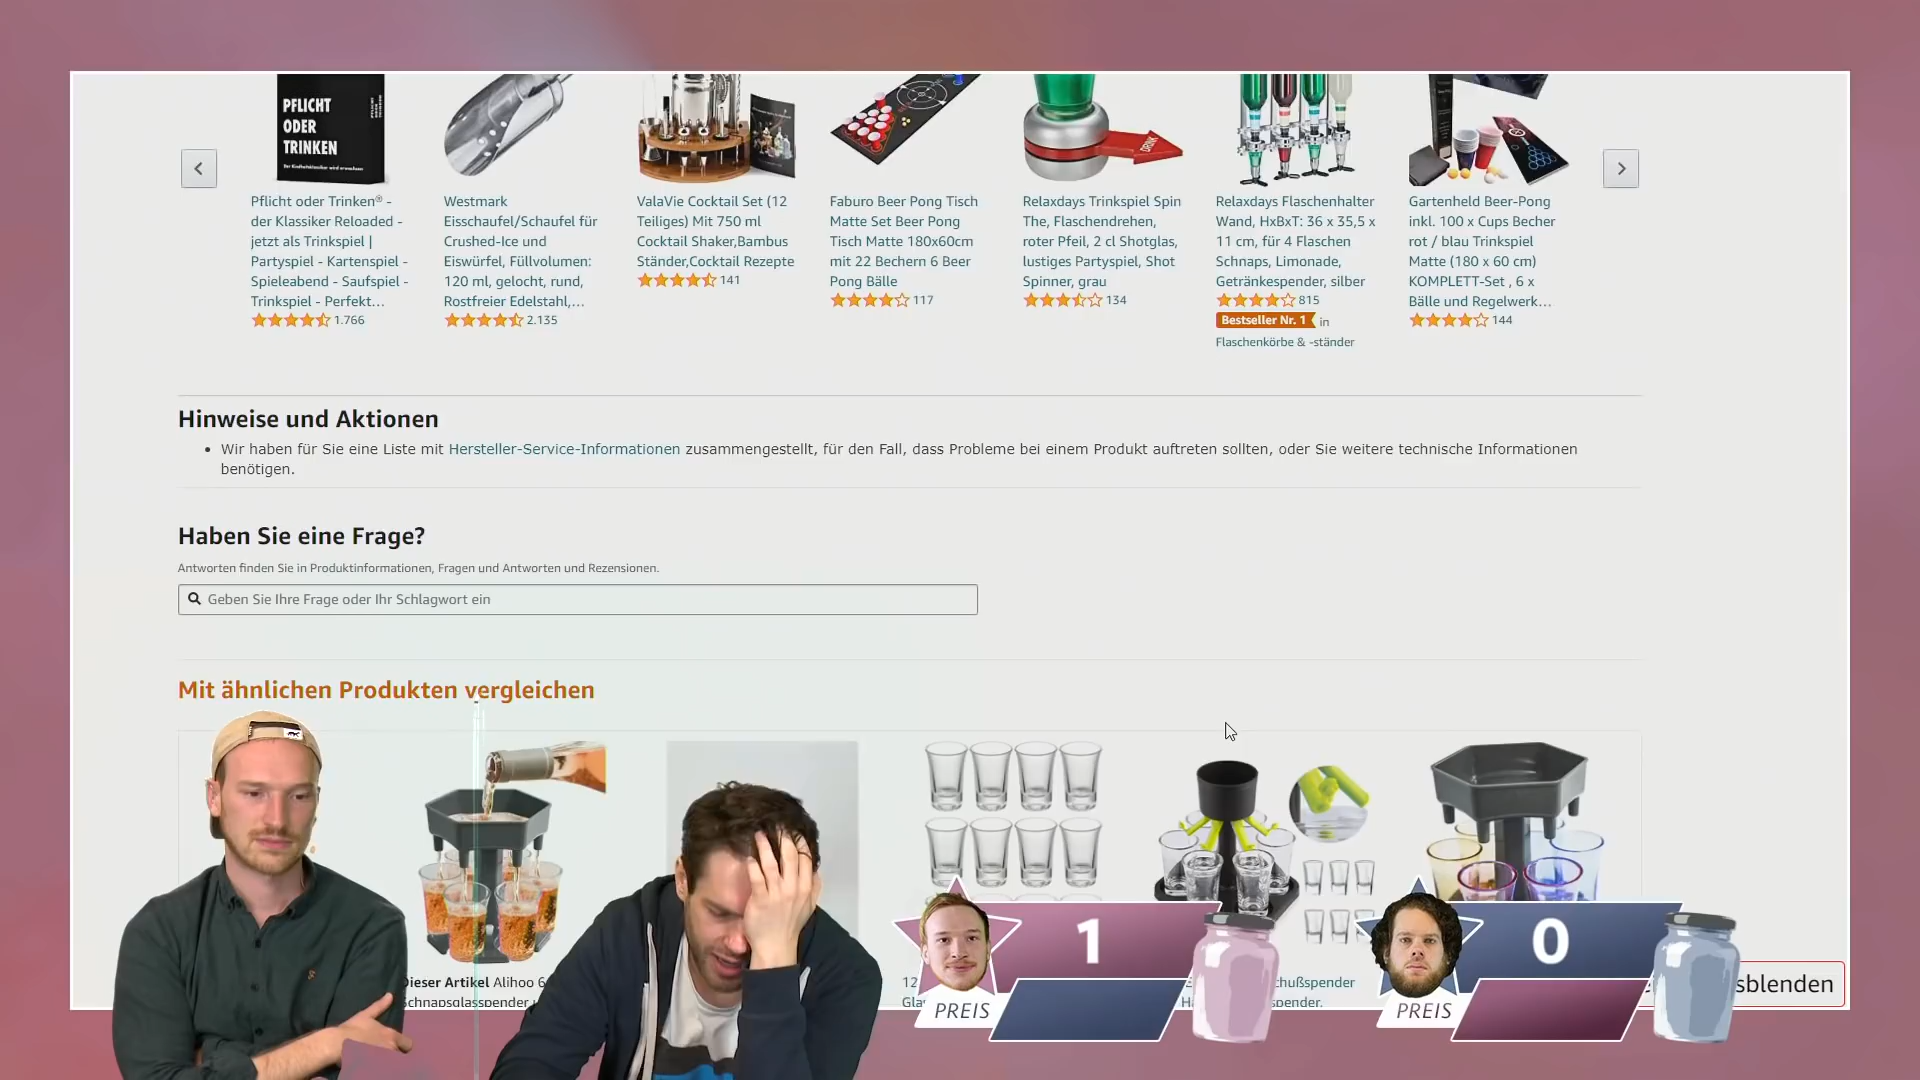 PFLICHT
ODER
TRINKEN
Pflicht oder Trinken® -
der Klassiker Reloaded -
jetzt als Trinkspiel |
Partyspiel - Kartenspiel -
Spieleabend - Saufspiel -
Trinkspiel - Perfekt...
1.766
Westmark
Eisschaufel/Schaufel für
Crushed-Ice und
Eiswürfel, Füllvolumen:
120 ml, gelocht, rund,
Rostfreier Edelstahl,...
2.135
ValaVie Cocktail Set (12
Teiliges) Mit 750 ml
Cocktail Shaker,Bambus
Ständer,Cocktail Rezepte
141
Faburo Beer Pong Tisch
Matte Set Beer Pong
Tisch Matte 180x60cm
mit 22 Bechern 6 Beer
Pong Bälle
117
DRINK
Relaxdays Trinkspiel Spin
The, Flaschendrehen,
roter Pfeil, 2 cl Shotglas,
lustiges Partyspiel, Shot
Spinner, grau
134
Relaxdays Flaschenhalter
Wand, HxBxT: 36 x 35,5 x
11 cm, für 4 Flaschen
Schnaps, Limonade,
Getränkespender, silber
815
Bestseller Nr. 1 in
Flaschenkörbe & -ständer
Gartenheld Beer-Pong
inkl. 100 x Cups Becher
rot / blau Trinkspiel
Matte (180 x 60 cm)
KOMPLETT-Set , 6 x
Bälle und Regelwerk...
144
Hinweise und Aktionen
• Wir haben für Sie eine Liste mit Hersteller-Service-Informationen zusammengestellt, für den Fall, dass Probleme bei einem Produkt auftreten sollten, oder Sie weitere technische Informationen
benötigen.
Haben Sie eine Frage?
Antworten finden Sie in Produktinformationen, Fragen und Antworten und Rezensionen.
Geben Sie Ihre Frage oder Ihr Schlagwort ein
Mit ähnlichen Produkten vergleichen
Dieser Artikel Alihoo 6
Schnapsglasspender
12
Glas
chußspender
spender.
1
PREIS
0
PREIS
sblenden